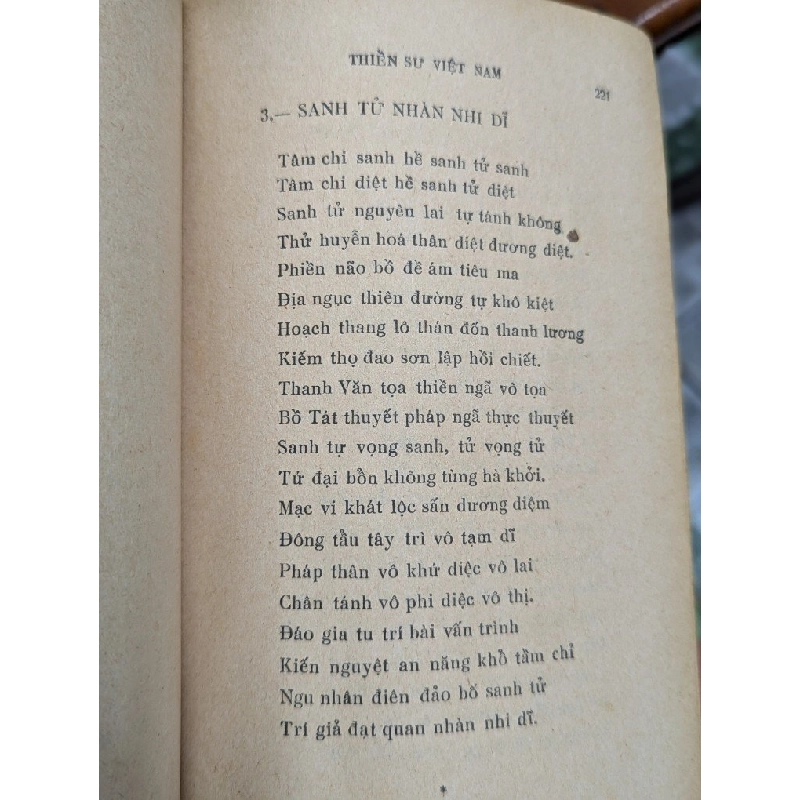 THIỀN SƯ VIỆT NAM
221
3.— SANH TỬ NHÀN NHI DĨ
Tâm chi sanh hề sanh tử sanh
Tâm chi diệt hề sanh tử diệt
Sanh tử nguyên lai tự tánh không
Thử huyễn hoá thân diệt đương diệt.
Phiền não bồ đề ám tiêu ma
Địa ngục thiên đường tự khô kiệt
Hoạch thang lô thán đốn thanh lương
Kiếm thọ đao sơn lập hồi chiết.
Thanh Văn tọa thiền ngã vô tọa
Bồ Tát thuyết pháp ngã thực thuyết
Sanh tự vọng sanh, tử vọng tử
Tứ đại bồn không tùng hà khởi.
Mạc vi khát lộc sấn dương diệm
Đông tầu tây trì vô tạm dĩ
Pháp thân vô khứ diệc vô lai
Chân tánh vô phi diệc vô thị.
Đáo gia tu trí bài vấn trình
Kiến nguyệt an năng khổ tầm chỉ
Ngu nhân điên đảo bố sanh tử
Trí giả đạt quan nhàn nhi dĩ.